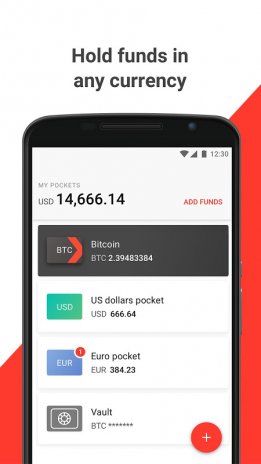 Hold funds in
any currency
12:30
MY POCKETS
USD 14,666.14
ADD FUNDS
BTC
Bitcoin
BTC 2.39483384
USD
US dollars pocket
USD 666.64
EUR
1
Euro pocket
EUR 384.23
Vault
BTC *******
+